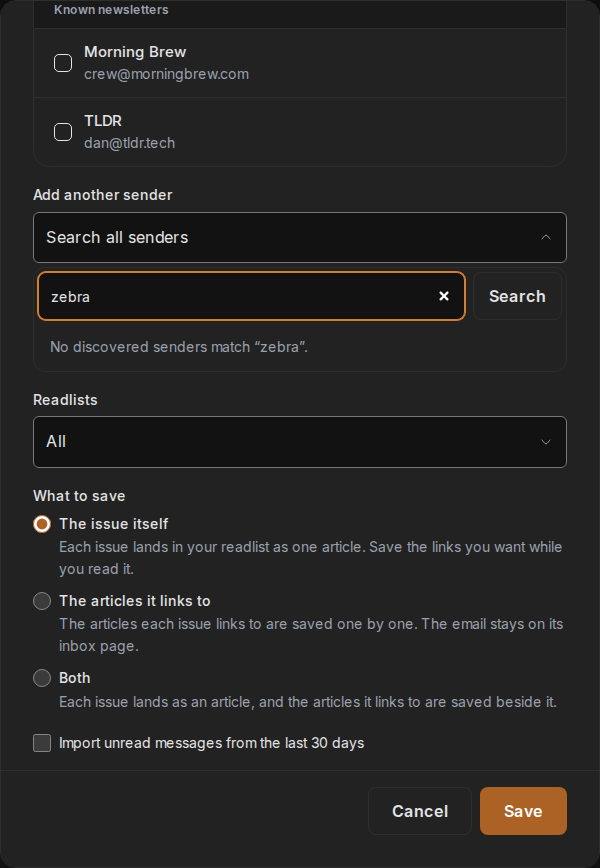 Known newsletters
Morning Brew
crew@morningbrew.com
TLDR
dan@tldr.tech
Add another sender
Search all senders
zebra
Search
No discovered senders match “zebra”.
Readlists
All
What to save
The issue itself
Each issue lands in your readlist as one article. Save the links you want while
you read it.
The articles it links to
The articles each issue links to are saved one by one. The email stays on its
inbox page.
Both
Each issue lands as an article, and the articles it links to are saved beside it.
Import unread messages from the last 30 days
Cancel
Save